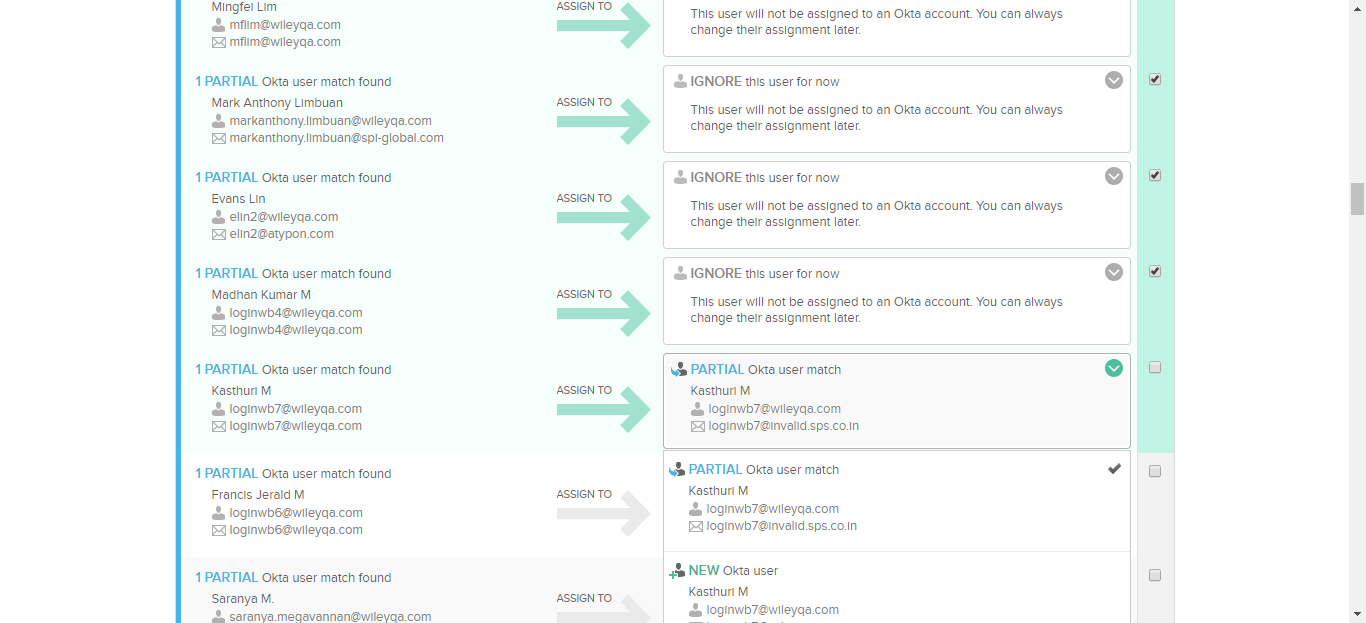 Mingfei Lim
ASSIGN TO
This user will not be assigned to an Okta account. You can always
mflim@wileyqa.com
change their assignment later.
mflim@wileyqa.com
1 PARTIAL Okta user match found
IGNORE this user for now
Mark Anthony Limbuan
ASSIGN TO
This user will not be assigned to an Okta account. You can always
markanthony.limbuan@wileyqa.com
change their assignment later.
markanthony.limbuan@spi-global.com
1 PARTIAL Okta user match found
IGNORE this user for now
Evans Lin
ASSIGN TO
This user will not be assigned to an Okta account. You can always
elin2@wileyqa.com
change their assignment later.
elin2@atypon.com
1 PARTIAL Okta user match found
IGNORE this user for now
Madhan Kumar M
ASSIGN TO
This user will not be assigned to an Okta account. You can always
loginwb4@wileyqa.com
change their assignment later.
loginwb4@wileyqa.com
1 PARTIAL Okta user match found
PARTIAL Okta user match
Kasthuri M
ASSIGN TO
Kasthuri M
loginwb7@wileyqa.com
loginwb7@wileyqa.com
loginwb7@wileyqa.com
loginwb7@invalid.sps.co.in
1 PARTIAL Okta user match found
PARTIAL Okta user match
Francis Jerald M
ASSIGN TO
Kasthuri M
loginwb6@wileyqa.com
loginwb7@wileyqa.com
loginwb6@wileyqa.com
loginwb7@invalid.sps.co.in
1 PARTIAL Okta user match found
NEW Okta user
Saranya M.
ASSIGN TO
Kasthuri M
saranya.megavannan@wileyqa.com
loginwb7@wileyqa.com